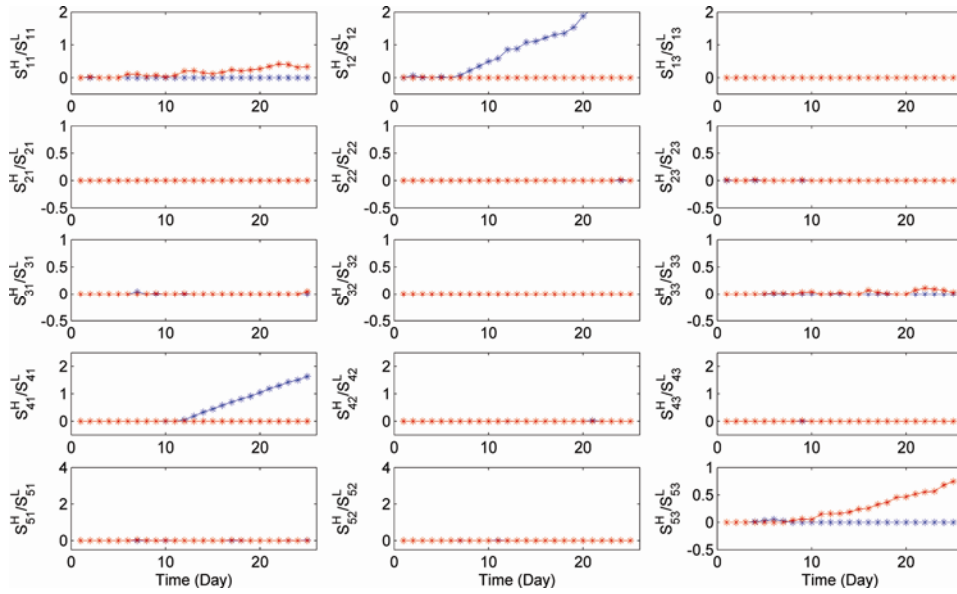 2 2 2
S^H_11/S^L_11 1 S^H_12/S^L_12 1 S^H_13/S^L_13 1
0 0 0
0 10 20 0 10 20 0 10 20
1 1 1
S^H_21/S^L_21 0.5 S^H_22/S^L_22 0.5 S^H_23/S^L_23 0.5
0 0 0
-0.5 -0.5 -0.5
0 10 20 0 10 20 0 10 20
1 1 1
S^H_31/S^L_31 0.5 S^H_32/S^L_32 0.5 S^H_33/S^L_33 0.5
0 0 0
-0.5 -0.5 -0.5
0 10 20 0 10 20 0 10 20
2 2 2
S^H_41/S^L_41 1 S^H_42/S^L_42 1 S^H_43/S^L_43 1
0 0 0
0 10 20 0 10 20 0 10 20
4 4 1
S^H_51/S^L_51 2 S^H_52/S^L_52 2 S^H_53/S^L_53 0.5
0 0 0
-0.5
0 10 20 0 10 20 0 10 20
Time (Day) Time (Day) Time (Day)